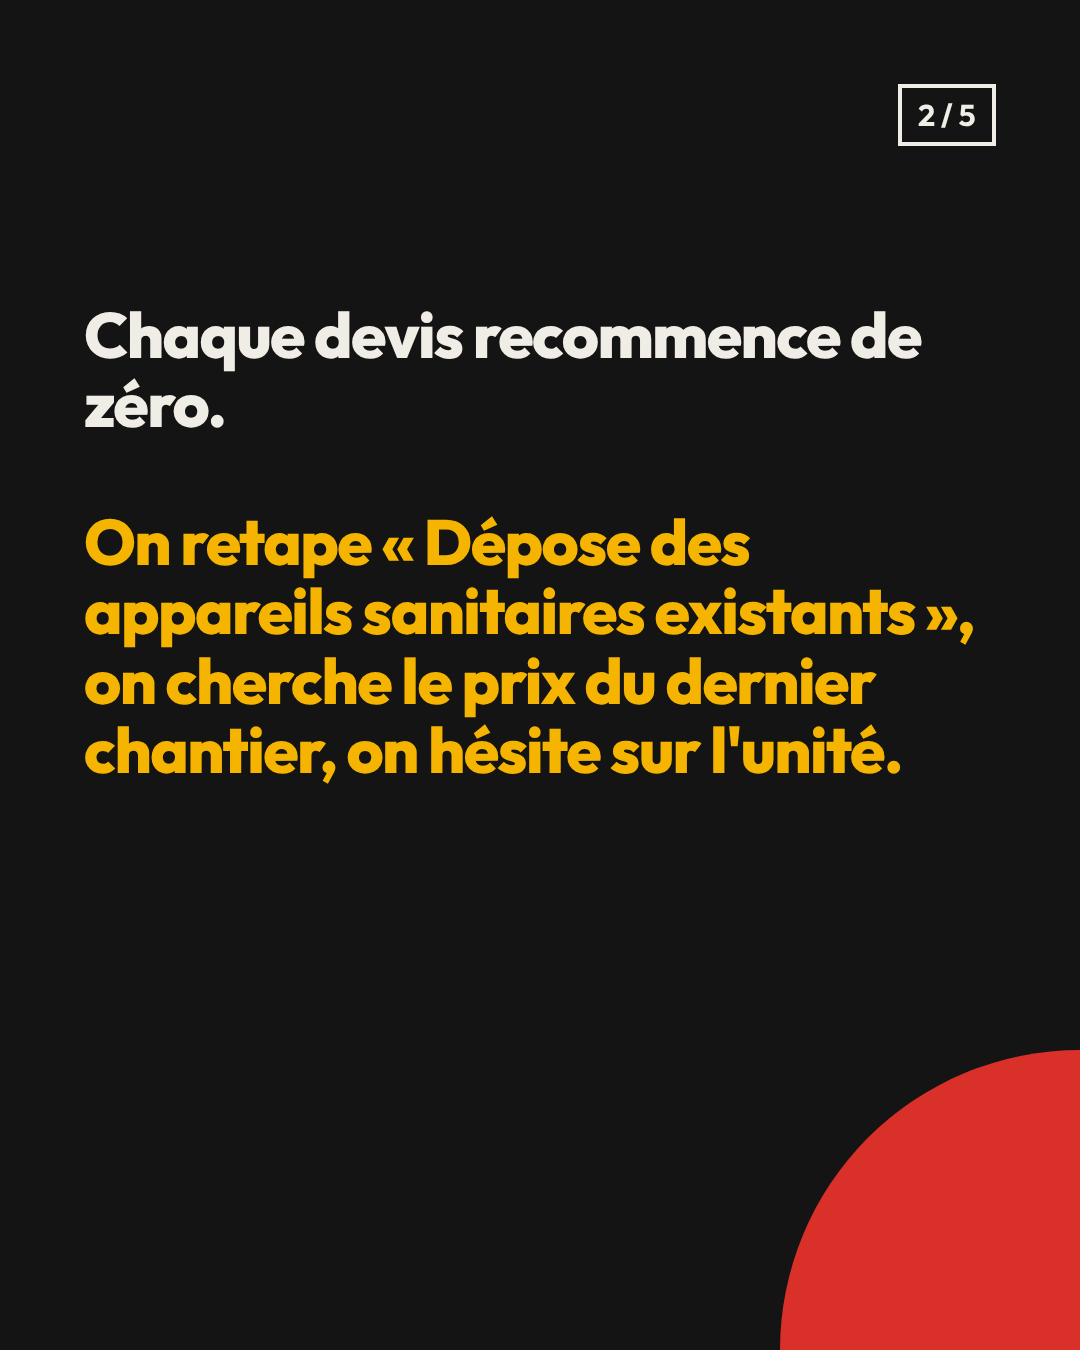 2 / 5
Chaque devis recommence de
zéro.
On retape « Dépose des
appareils sanitaires existants »,
on cherche le prix du dernier
chantier, on hésite sur l'unité.